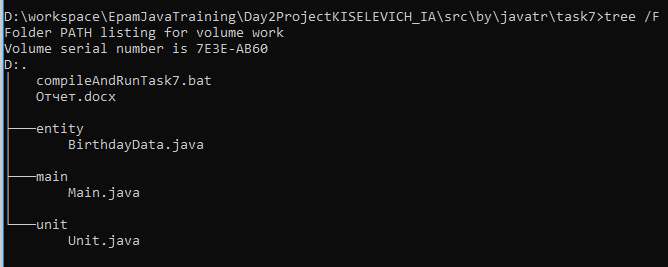 D:\workspace\EpamJavaTraining\Day2ProjectKISELEVICH_IA\src\by\javatr\task7>tree /F
Folder PATH listing for volume work
Volume serial number is 7E3E-AB60
D:.
│   compileAndRunTask7.bat
│   Отчет.docx
│
├───entity
│       BirthdayData.java
│
├───main
│       Main.java
│
└───unit
        Unit.java